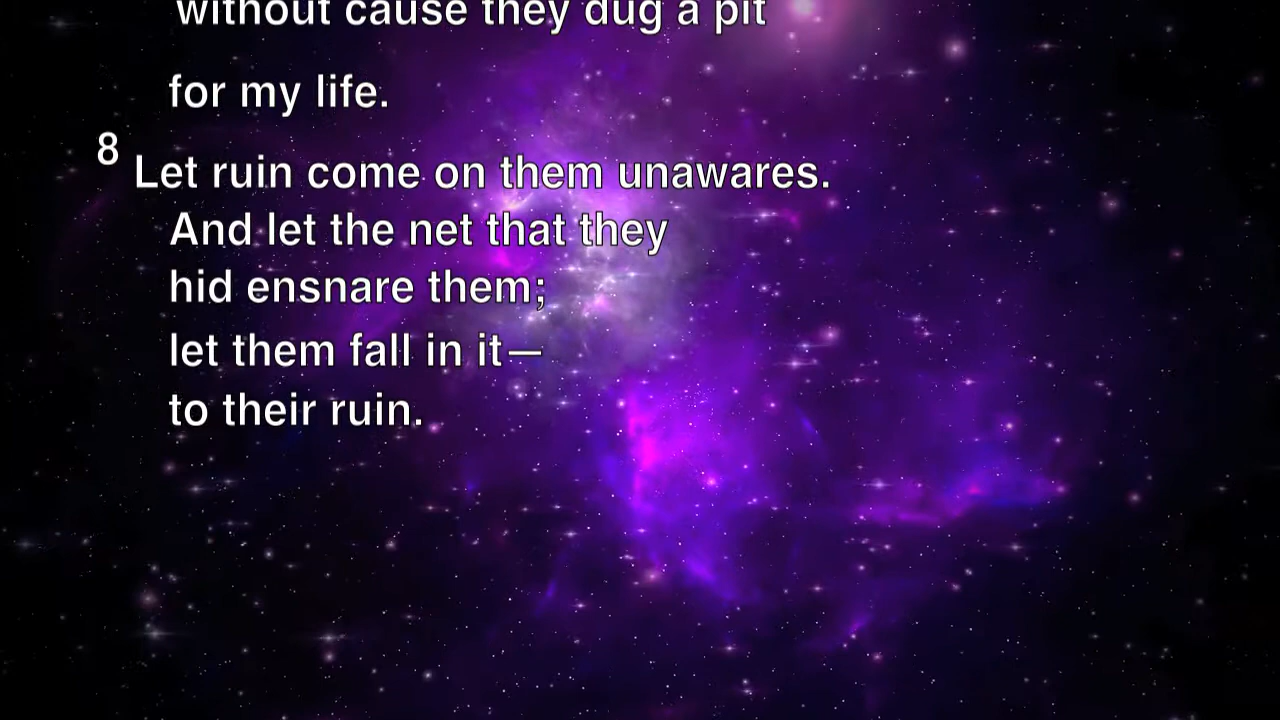 without cause they dug a pit
for my life.
8 Let ruin come on them unawares.
And let the net that they
hid ensnare them;
let them fall in it—
to their ruin.